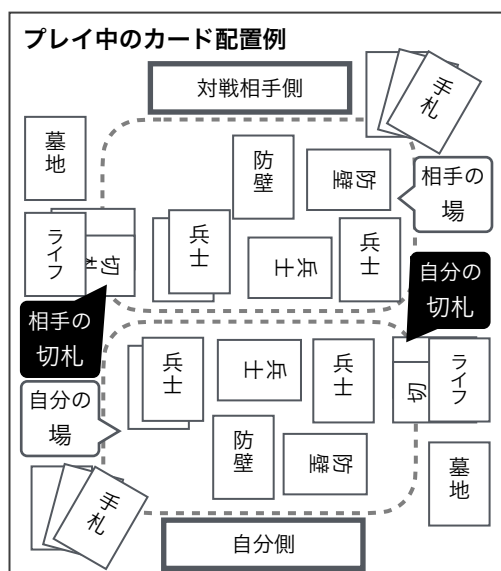 プレイ中のカード配置例
対戦相手側
手札
墓地
防壁
防壁
相手の
場
ライフ
切札
兵士
兵士
兵士
自分の
切札
相手の
切札
兵士
兵士
兵士
切
ライフ
自分の
場
防壁
防壁
墓地
手札
自分側